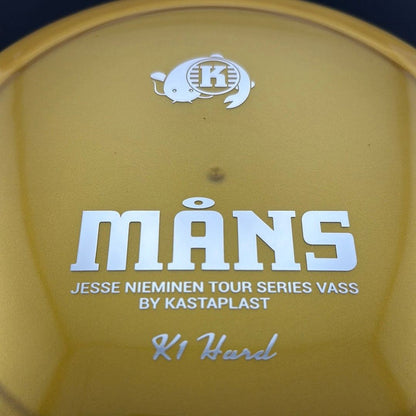 K
MÅNS
JESSE NIEMINEN TOUR SERIES VASS
BY KASTAPLAST
K1 Hard